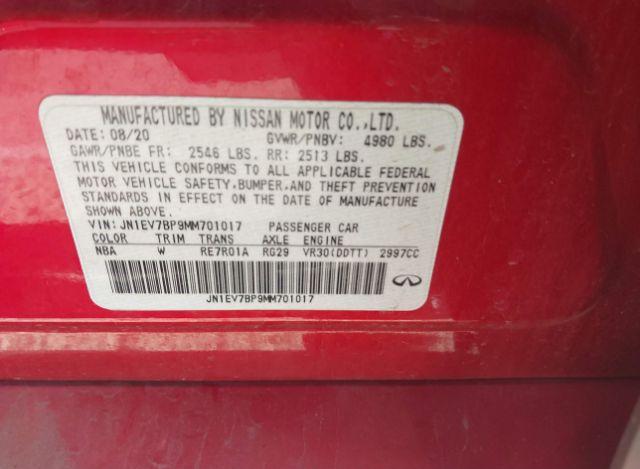 MANUFACTURED BY NISSAN MOTOR CO.,LTD.
DATE: 08/20 GVWR/PNBV: 4980 LBS.
GAWR/PNBE FR: 2546 LBS. RR: 2513 LBS.
THIS VEHICLE CONFORMS TO ALL APPLICABLE FEDERAL
MOTOR VEHICLE SAFETY,BUMPER,AND THEFT PREVENTION
STANDARDS IN EFFECT ON THE DATE OF MANUFACTURE
SHOWN ABOVE.
VIN: JN1EV7BP9MM701017 PASSENGER CAR
COLOR TRIM TRANS AXLE ENGINE
NBA W RE7R01A RG29 VR30(DDTT) 2997CC
JN1EV7BP9MM701017